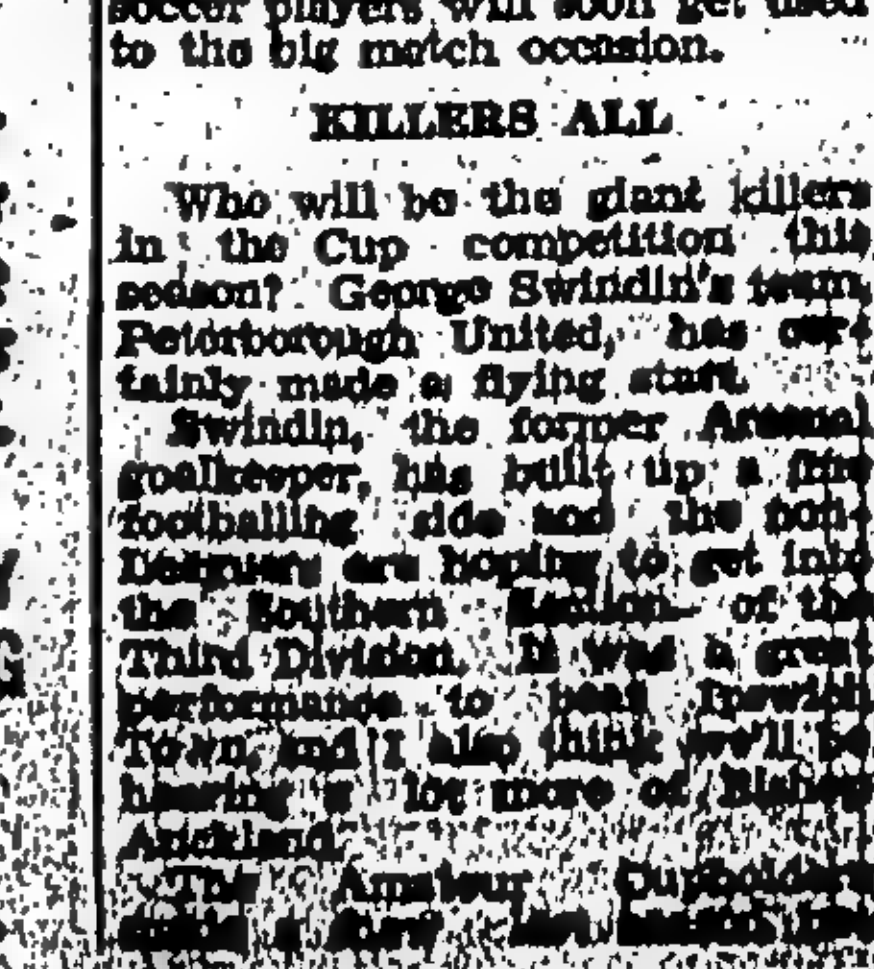 soccer players will soon get used
to the big match occasion.
KILLERS ALL
Who will be the giant killers
in the Cup competition this
season? George Swindin's team,
Peterborough United, has cer-
tainly made a flying start.
Swindin, the former Arsenal
goalkeeper, has built up a fine
footballing side and the non-
Leaguers are hoping to get into
the Southern Section of the
Third Division. It was a great
performance to beat Ipswich
Town and I also think we'll be
hearing a lot more of Bishop
Auckland.
The Amateur Cupholders